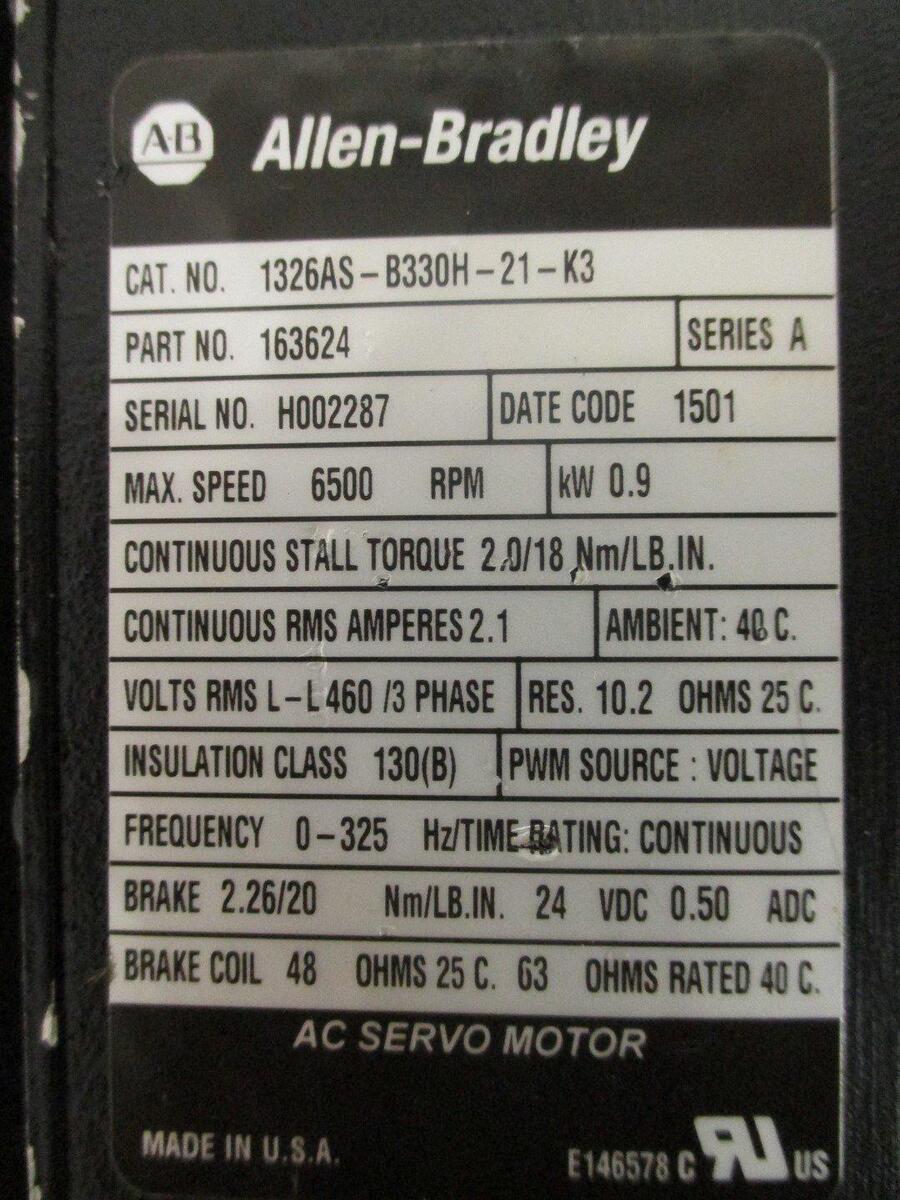 A-B Allen-Bradley
CAT. NO. 1326AS-B330H-21-K3
PART NO. 163624 SERIES A
SERIAL NO. H002287 DATE CODE 1501
MAX. SPEED 6500 RPM kW 0.9
CONTINUOUS STALL TORQUE 2.0/18 Nm/LB.IN.
CONTINUOUS RMS AMPERES 2.1 AMBIENT: 40 C.
VOLTS RMS L-L 460 /3 PHASE RES. 10.2 OHMS 25 C.
INSULATION CLASS 130(B) PWM SOURCE : VOLTAGE
FREQUENCY 0-325 Hz/TIME RATING: CONTINUOUS
BRAKE 2.26/20 Nm/LB.IN. 24 VDC 0.50 ADC
BRAKE COIL 48 OHMS 25 C. 63 OHMS RATED 40 C.
AC SERVO MOTOR
MADE IN U.S.A. E146578 C RU US